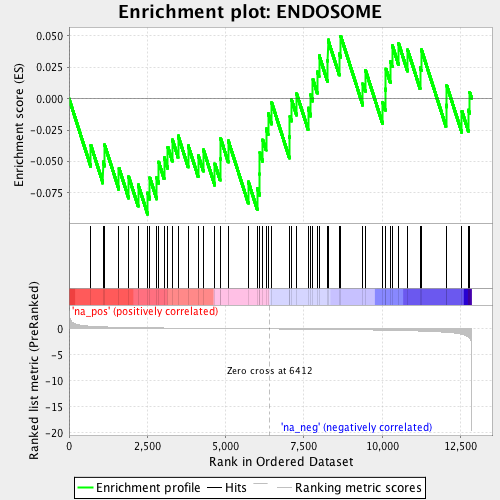 Enrichment plot: ENDOSOME
Enrichment score (ES)
0.050
0.025
0.000
-0.025
-0.050
-0.075
'na_pos' (positively correlated)
Ranked list metric (PreRanked)
0
-5
-10
-15
-20
Zero cross at 6412
'na_neg' (negatively correlated)
0
2,500
5,000
7,500
10,000
12,500
Rank in Ordered Dataset
Enrichment profile
Hits
Ranking metric scores